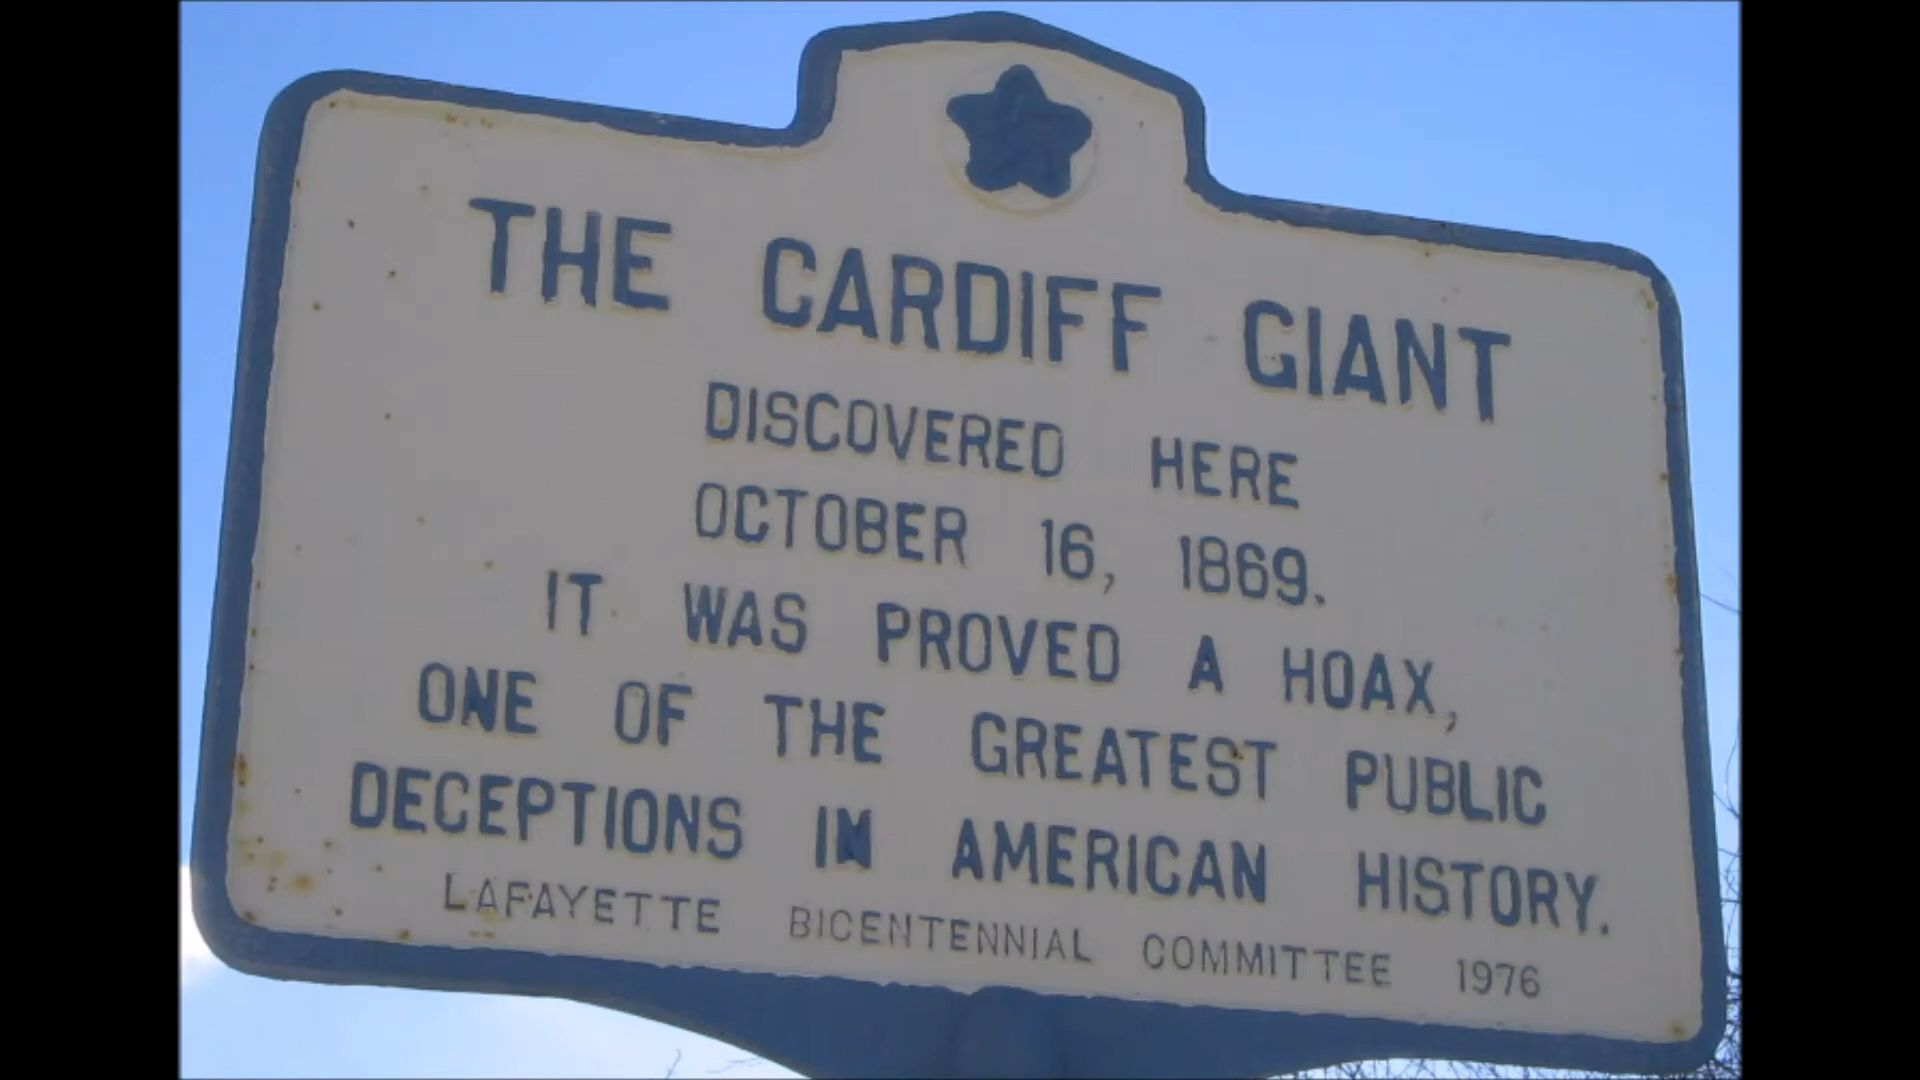 THE CARDIFF GIANT
DISCOVERED HERE
OCTOBER 16, 1869.
IT WAS PROVED A HOAX,
ONE OF THE GREATEST PUBLIC
DECEPTIONS IN AMERICAN HISTORY.
LAFAYETTE BICENTENNIAL COMMITTEE 1976